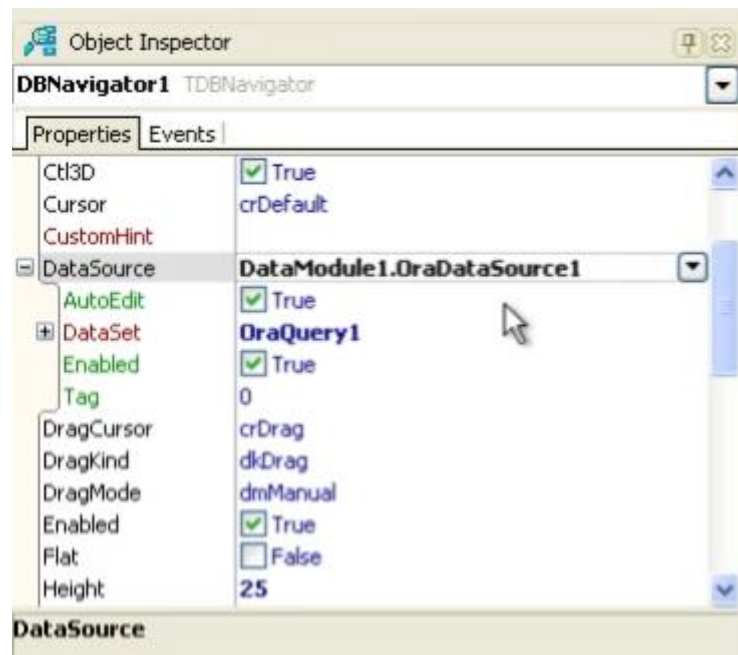 Object Inspector
DBNavigator1 TDBNavigator
Properties Events
Ctl3D True
Cursor crDefault
CustomHint
DataSource DataModule1.OraDataSource1
AutoEdit True
DataSet OraQuery1
Enabled True
Tag 0
DragCursor crDrag
DragKind dkDrag
DragMode dmManual
Enabled True
Flat False
Height 25
DataSource